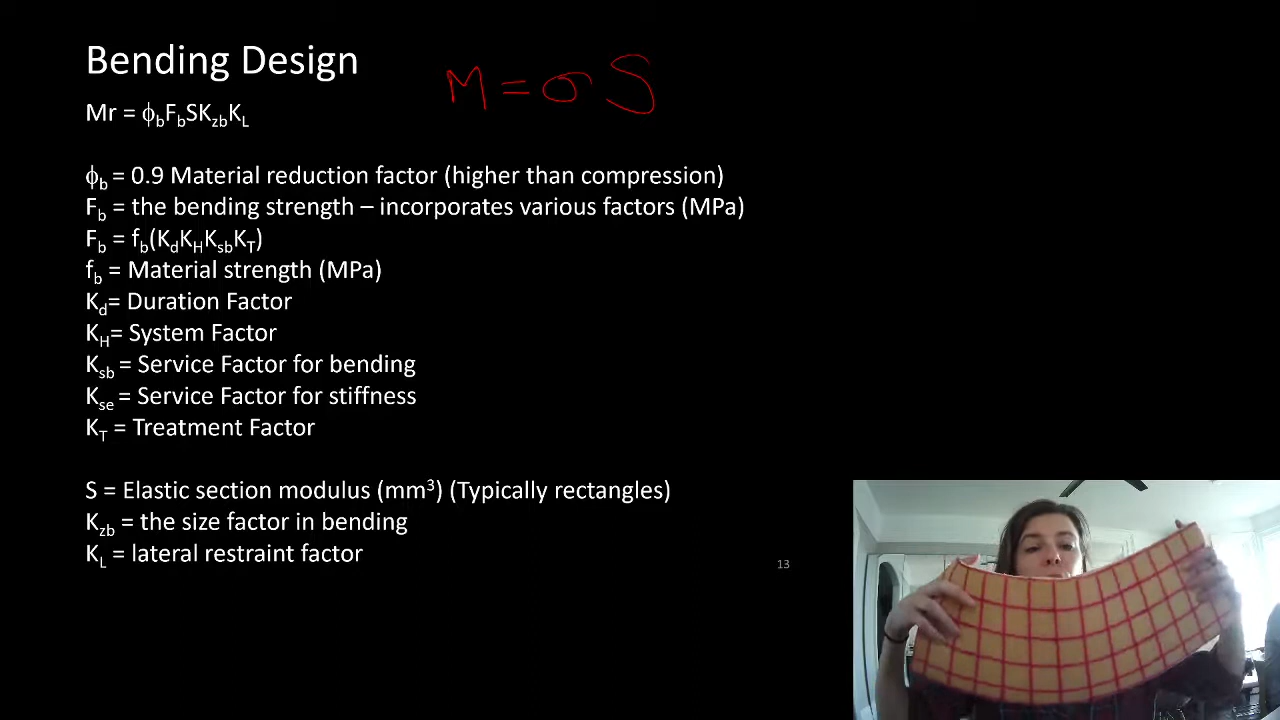 Bending Design
M = σ S
Mr = ϕbFbSKzbKL
ϕb = 0.9 Material reduction factor (higher than compression)
Fb = the bending strength – incorporates various factors (MPa)
Fb = fb(KdKHKsbKT)
fb = Material strength (MPa)
Kd= Duration Factor
KH= System Factor
Ksb = Service Factor for bending
Kse = Service Factor for stiffness
KT = Treatment Factor
S = Elastic section modulus (mm³) (Typically rectangles)
Kzb = the size factor in bending
KL = lateral restraint factor
13